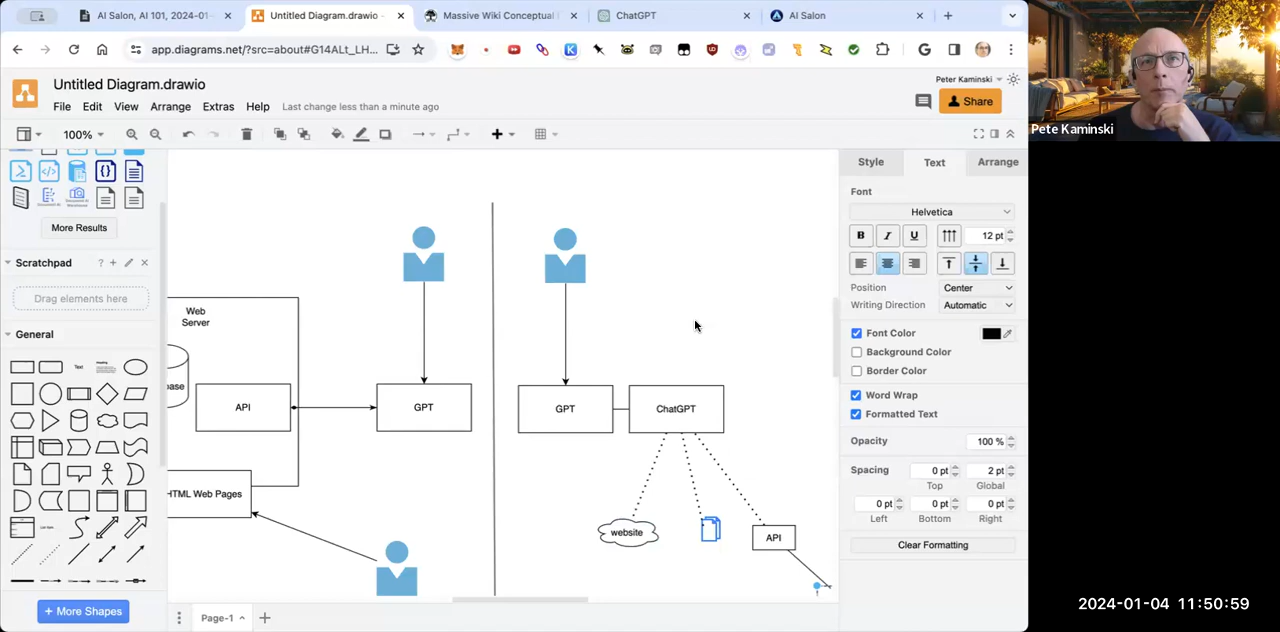 AI Salon, AI 101, 2024-01
Untitled Diagram.drawio
Massive Wiki Conceptual
ChatGPT
AI Salon
app.diagrams.net/?src=about#G14ALt_LH...
Untitled Diagram.drawio
Peter Kaminski
File Edit View Arrange Extras Help Last change less than a minute ago
Share
100%
More Results
Scratchpad
Drag elements here
General
Text
Heading
List Item
+ More Shapes
Web
Server
base
API
GPT
HTML Web Pages
GPT
ChatGPT
website
API
Page-1
Style Text Arrange
Font
Helvetica
B I U 12 pt
Position Center
Writing Direction Automatic
Font Color
Background Color
Border Color
Word Wrap
Formatted Text
Opacity 100 %
Spacing 0 pt 2 pt
Top Global
0 pt 0 pt 0 pt
Left Bottom Right
Clear Formatting
Pete Kaminski
2024-01-04 11:50:59